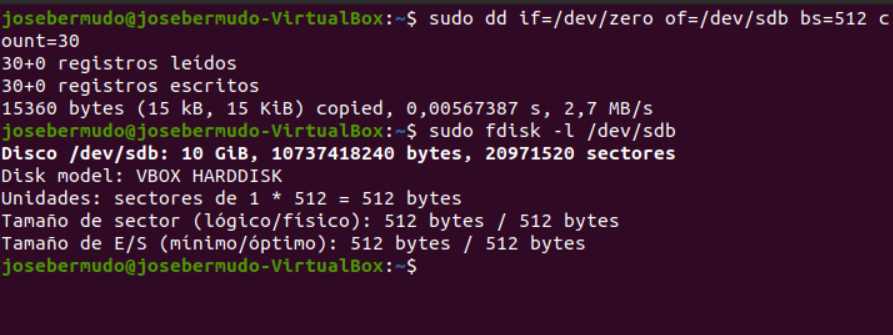 josebermudo@josebermudo-VirtualBox:~$ sudo dd if=/dev/zero of=/dev/sdb bs=512 c
ount=30
30+0 registros leídos
30+0 registros escritos
15360 bytes (15 kB, 15 KiB) copied, 0,00567387 s, 2,7 MB/s
josebermudo@josebermudo-VirtualBox:~$ sudo fdisk -l /dev/sdb
Disco /dev/sdb: 10 GiB, 10737418240 bytes, 20971520 sectores
Disk model: VBOX HARDDISK
Unidades: sectores de 1 * 512 = 512 bytes
Tamaño de sector (lógico/físico): 512 bytes / 512 bytes
Tamaño de E/S (mínimo/óptimo): 512 bytes / 512 bytes
josebermudo@josebermudo-VirtualBox:~$